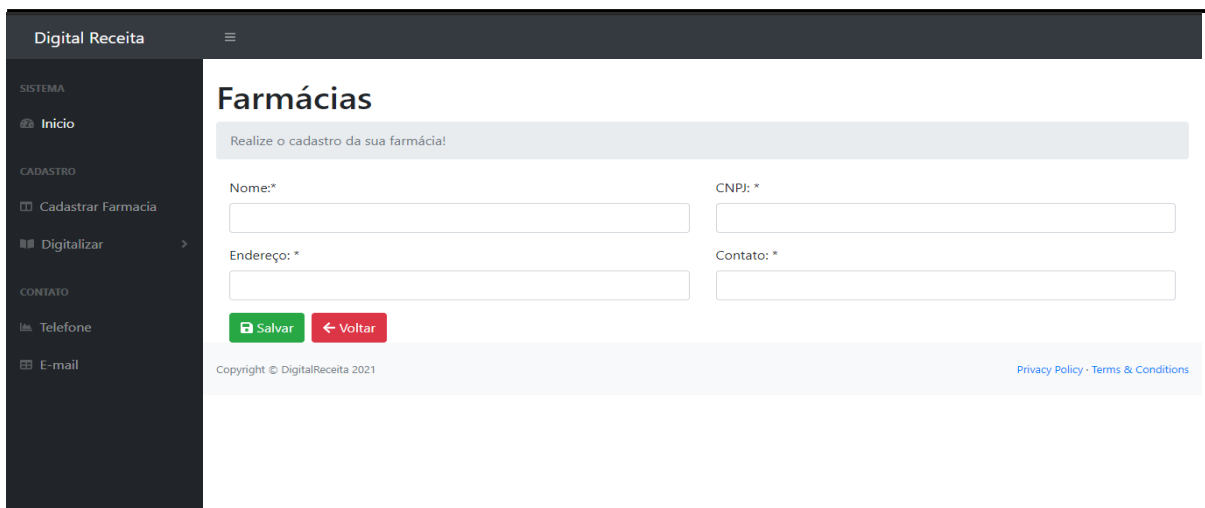 Digital Receita
SISTEMA
Inicio
CADASTRO
Cadastrar Farmacia
Digitalizar
CONTATO
Telefone
E-mail
Farmácias
Realize o cadastro da sua farmácia!
Nome:*
CNPJ: *
Endereço: *
Contato: *
Salvar
Voltar
Copyright © DigitalReceita 2021
Privacy Policy · Terms & Conditions